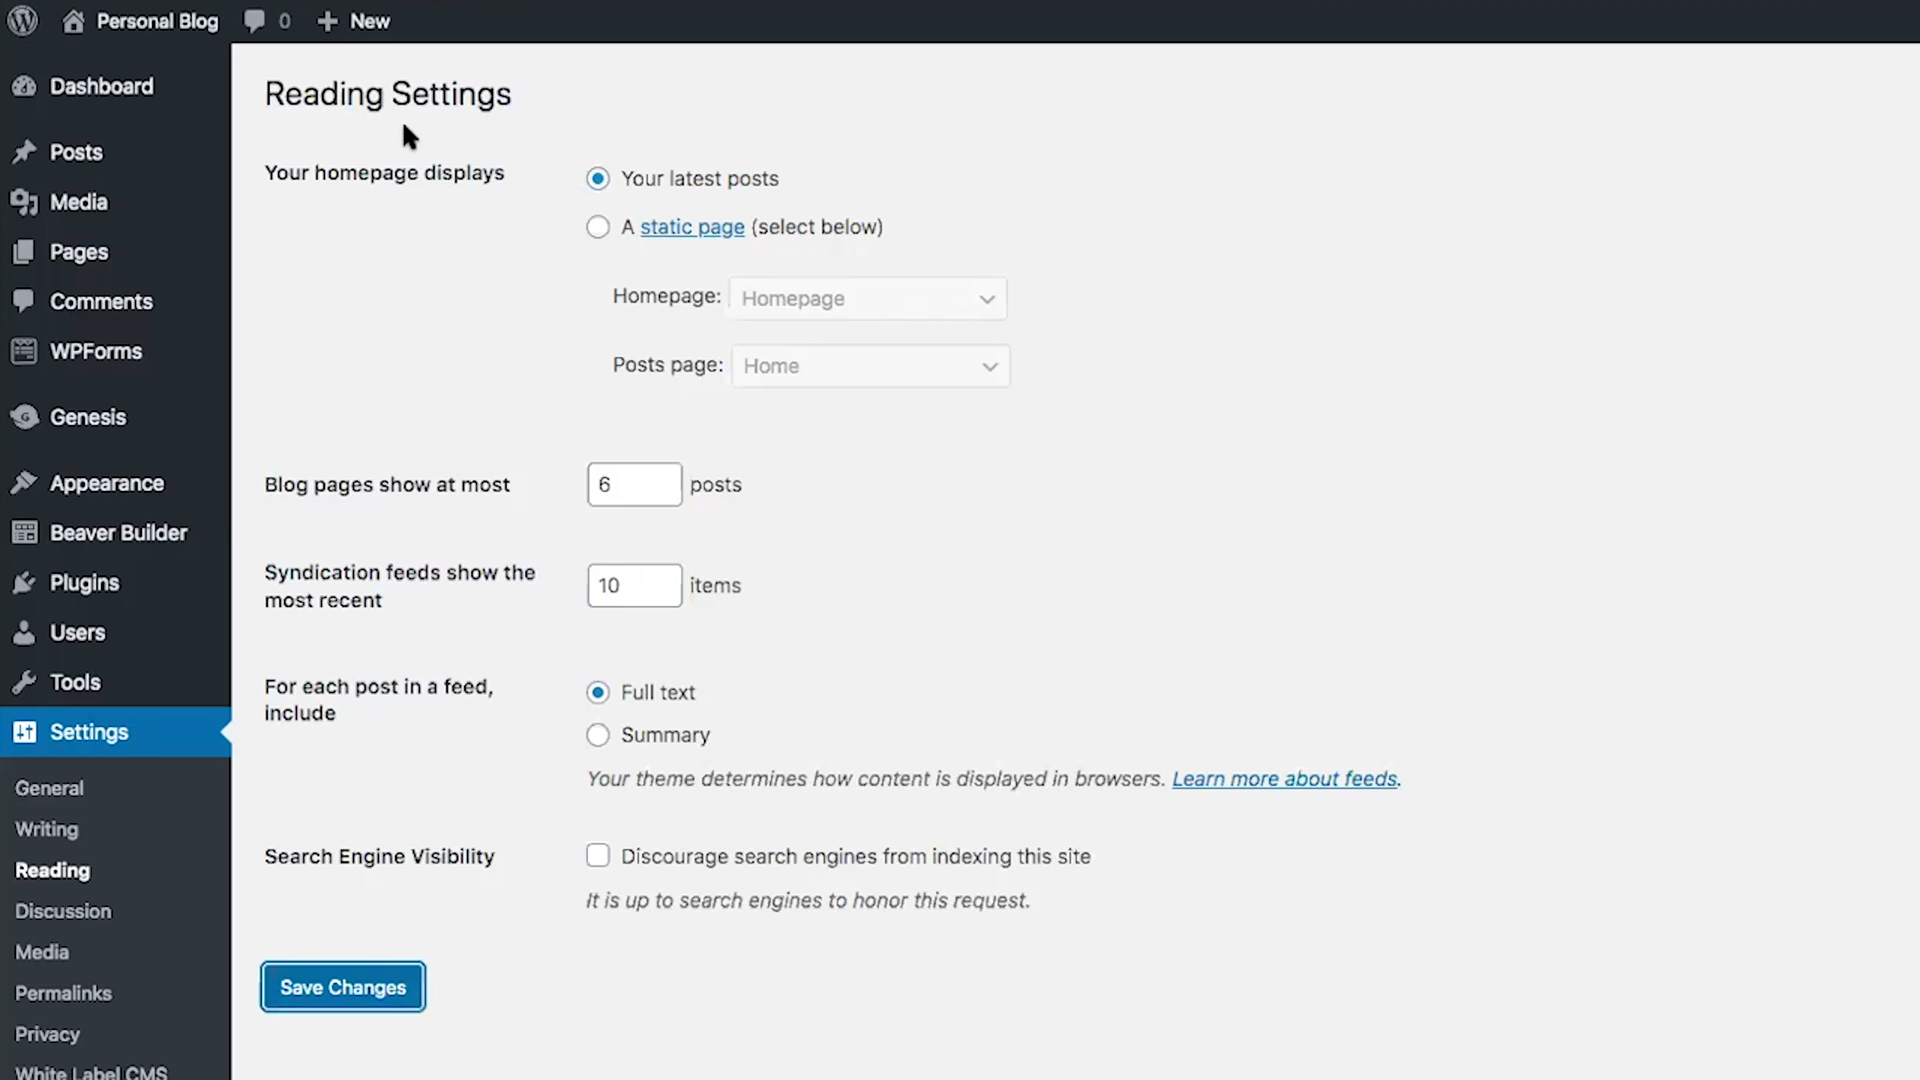 Personal Blog 0 New
Dashboard
Posts
Media
Pages
Comments
WPForms
Genesis
Appearance
Beaver Builder
Plugins
Users
Tools
Settings
General
Writing
Reading
Discussion
Media
Permalinks
Privacy
White Label CMS
Reading Settings
Your homepage displays
Your latest posts
A static page (select below)
Homepage: Homepage
Posts page: Home
Blog pages show at most 6 posts
Syndication feeds show the
most recent
10 items
For each post in a feed,
include
Full text
Summary
Your theme determines how content is displayed in browsers. Learn more about feeds.
Search Engine Visibility
Discourage search engines from indexing this site
It is up to search engines to honor this request.
Save Changes